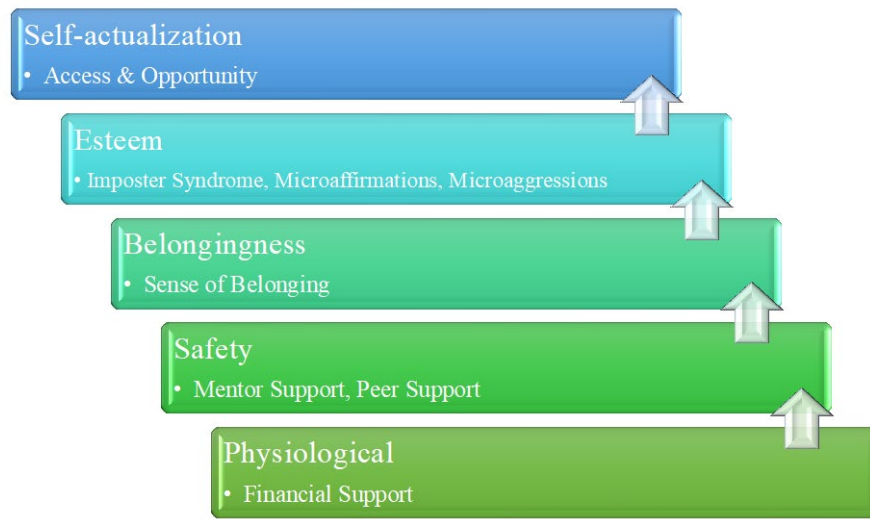 Self-actualization
• Access & Opportunity
Esteem
• Imposter Syndrome, Microaffirmations, Microaggressions
Belongingness
• Sense of Belonging
Safety
• Mentor Support, Peer Support
Physiological
• Financial Support